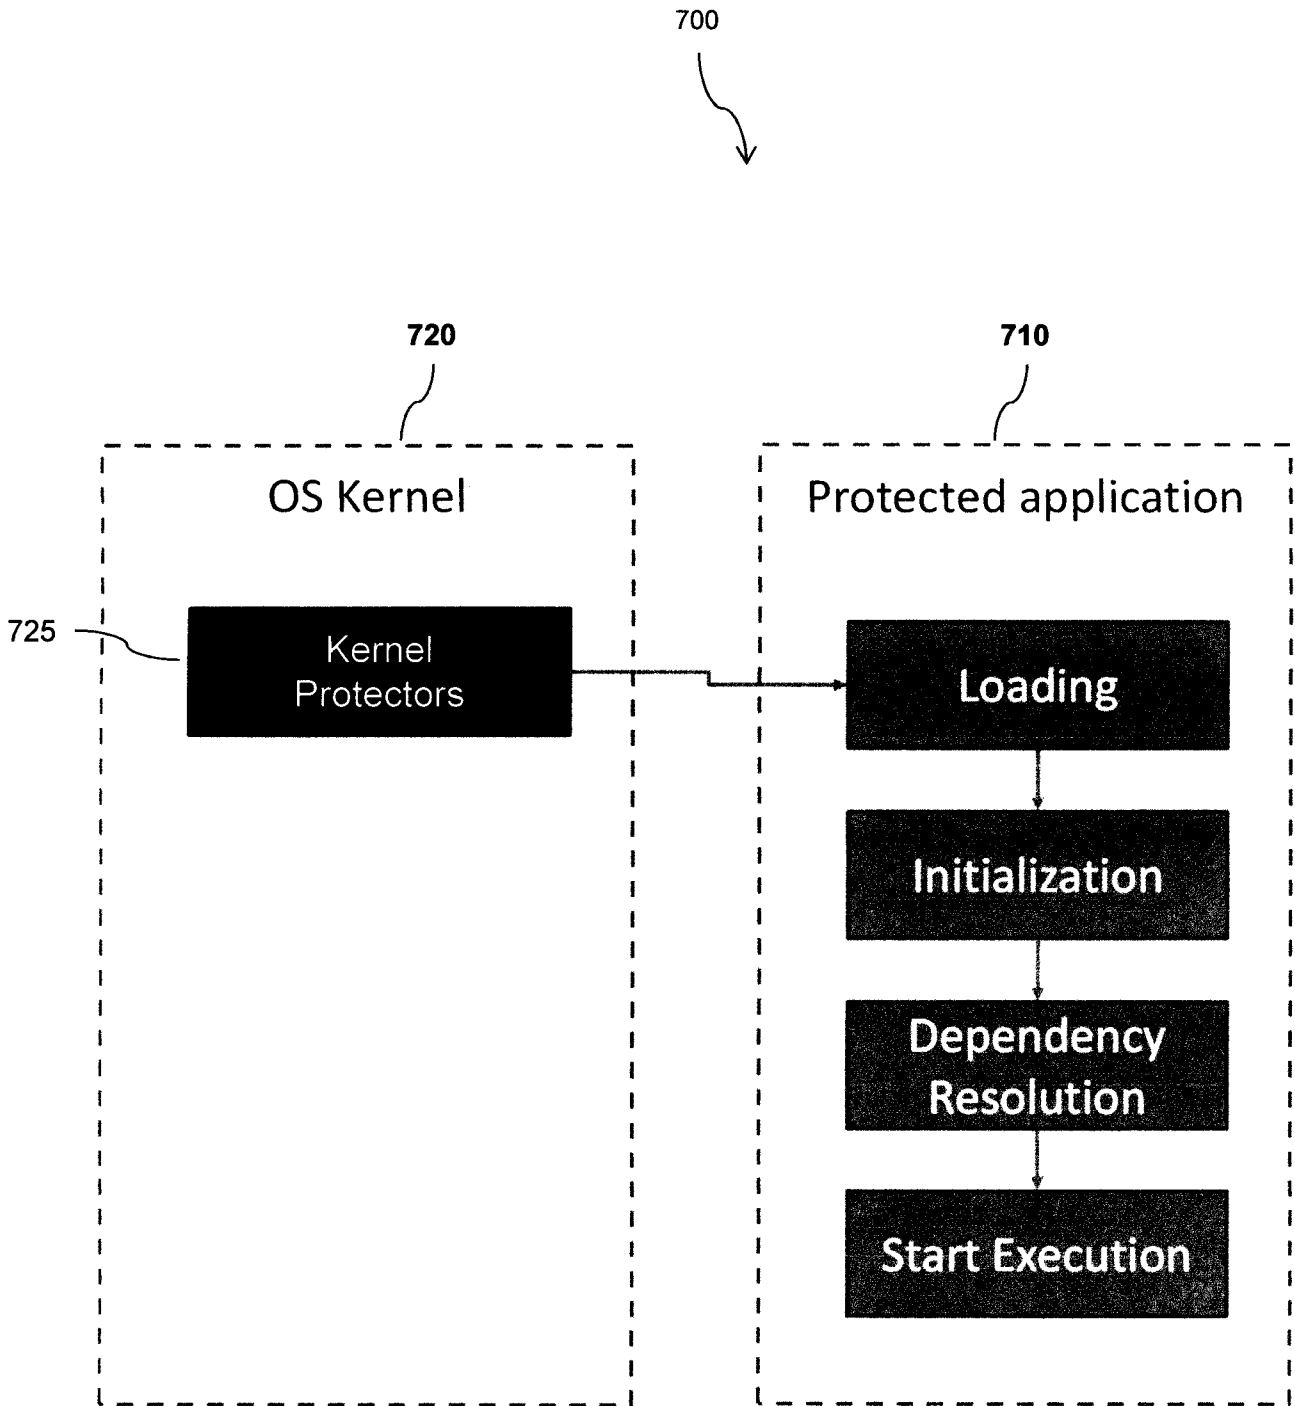 700
720
710
OS Kernel
Protected application
725
Kernel
Protectors
Loading
Initialization
Dependency
Resolution
Start Execution